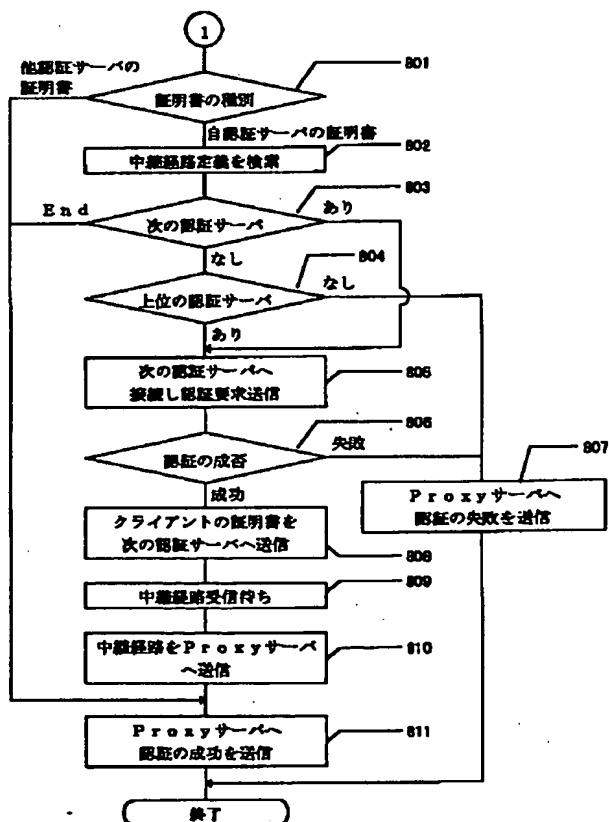 1
他認証サーバの
証明書
801
証明書の種別
自認証サーバの証明書
802
中継経路定義を検索
803
End
次の認証サーバ
あり
なし
804
上位の認証サーバ
なし
あり
次の認証サーバへ
接続し認証要求送信
805
806
認証の成否
失敗
807
成功
Proxyサーバへ
認証の失敗を送信
クライアントの証明書を
次の認証サーバへ送信
808
809
中継経路受信待ち
中継経路をProxyサーバ
へ送信
810
Proxyサーバへ
認証の成功を送信
811
終了